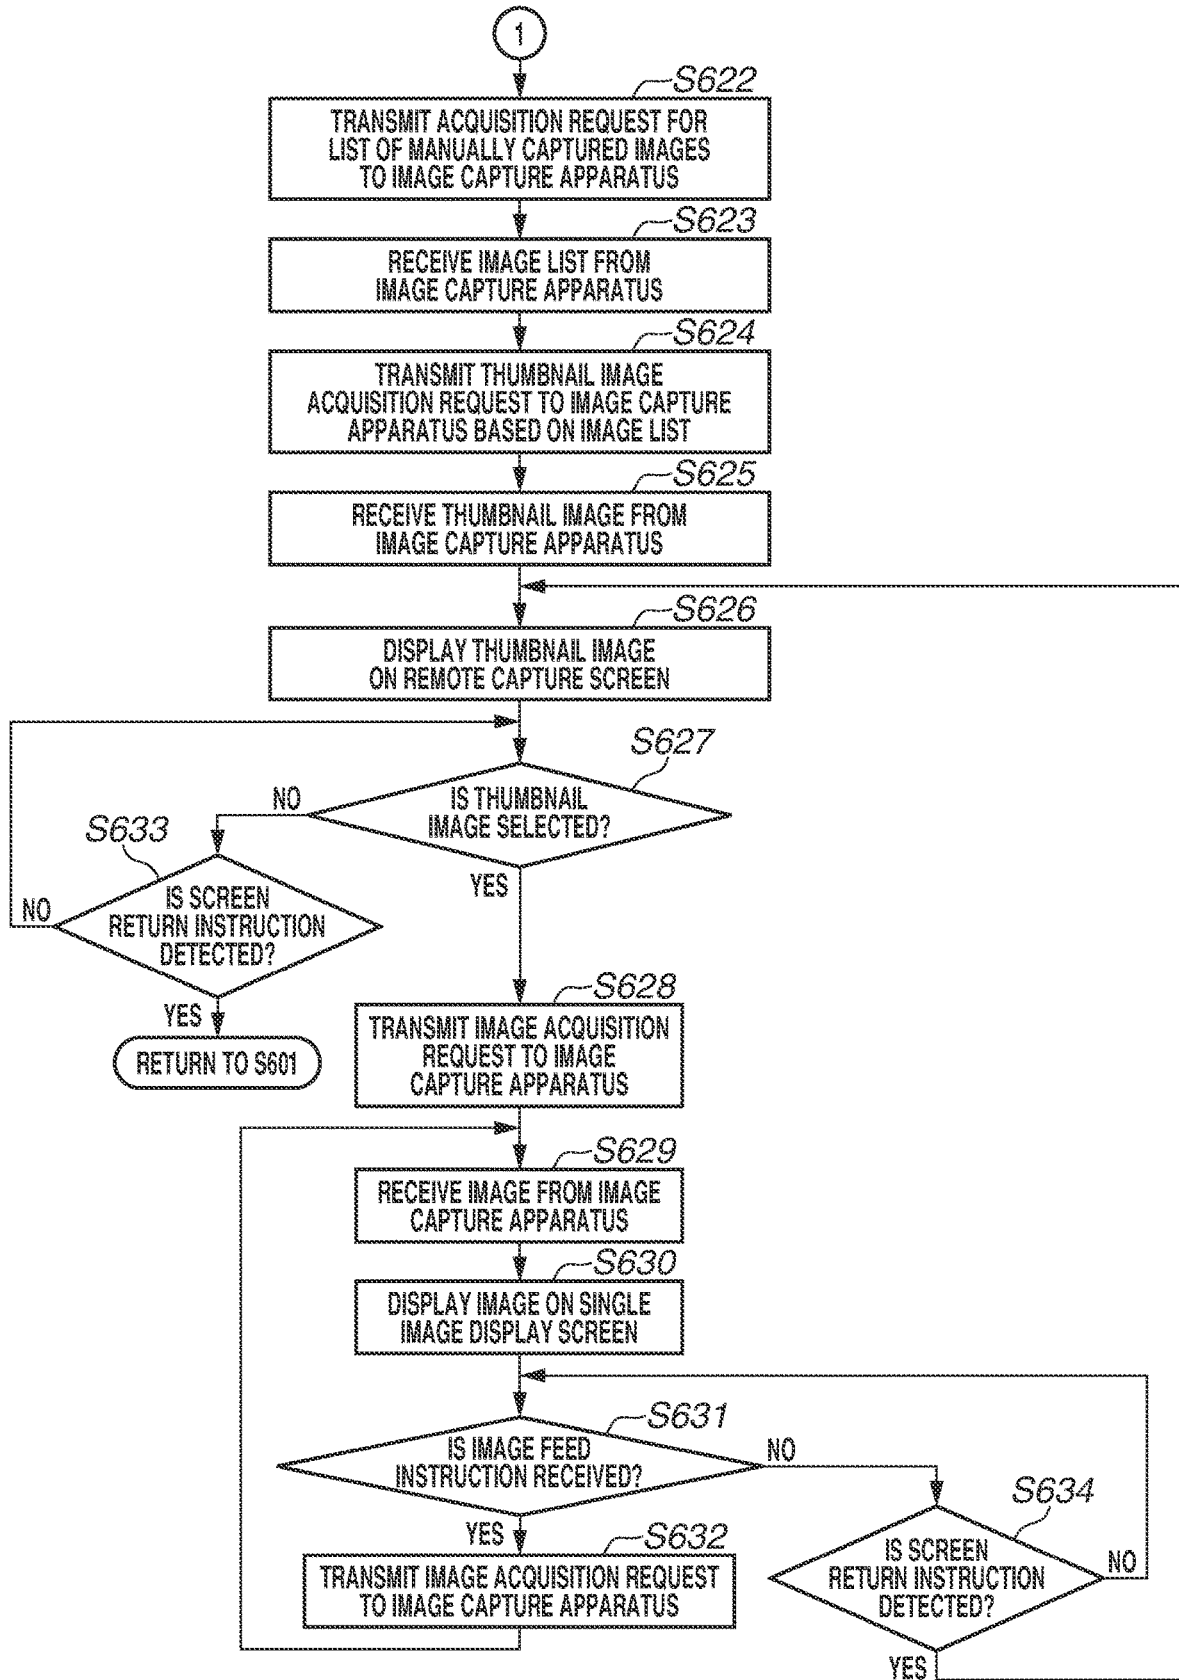 1
S622
TRANSMIT ACQUISITION REQUEST FOR
LIST OF MANUALLY CAPTURED IMAGES
TO IMAGE CAPTURE APPARATUS
S623
RECEIVE IMAGE LIST FROM
IMAGE CAPTURE APPARATUS
S624
TRANSMIT THUMBNAIL IMAGE
ACQUISITION REQUEST TO IMAGE CAPTURE
APPARATUS BASED ON IMAGE LIST
S625
RECEIVE THUMBNAIL IMAGE FROM
IMAGE CAPTURE APPARATUS
S626
DISPLAY THUMBNAIL IMAGE
ON REMOTE CAPTURE SCREEN
S627
IS THUMBNAIL
IMAGE SELECTED?
NO
YES
S633
IS SCREEN
RETURN INSTRUCTION
DETECTED?
NO
YES
RETURN TO S601
S628
TRANSMIT IMAGE ACQUISITION
REQUEST TO IMAGE
CAPTURE APPARATUS
S629
RECEIVE IMAGE FROM IMAGE
CAPTURE APPARATUS
S630
DISPLAY IMAGE ON SINGLE
IMAGE DISPLAY SCREEN
S631
IS IMAGE FEED
INSTRUCTION RECEIVED?
NO
YES
S632
TRANSMIT IMAGE ACQUISITION REQUEST
TO IMAGE CAPTURE APPARATUS
S634
IS SCREEN
RETURN INSTRUCTION
DETECTED?
NO
YES